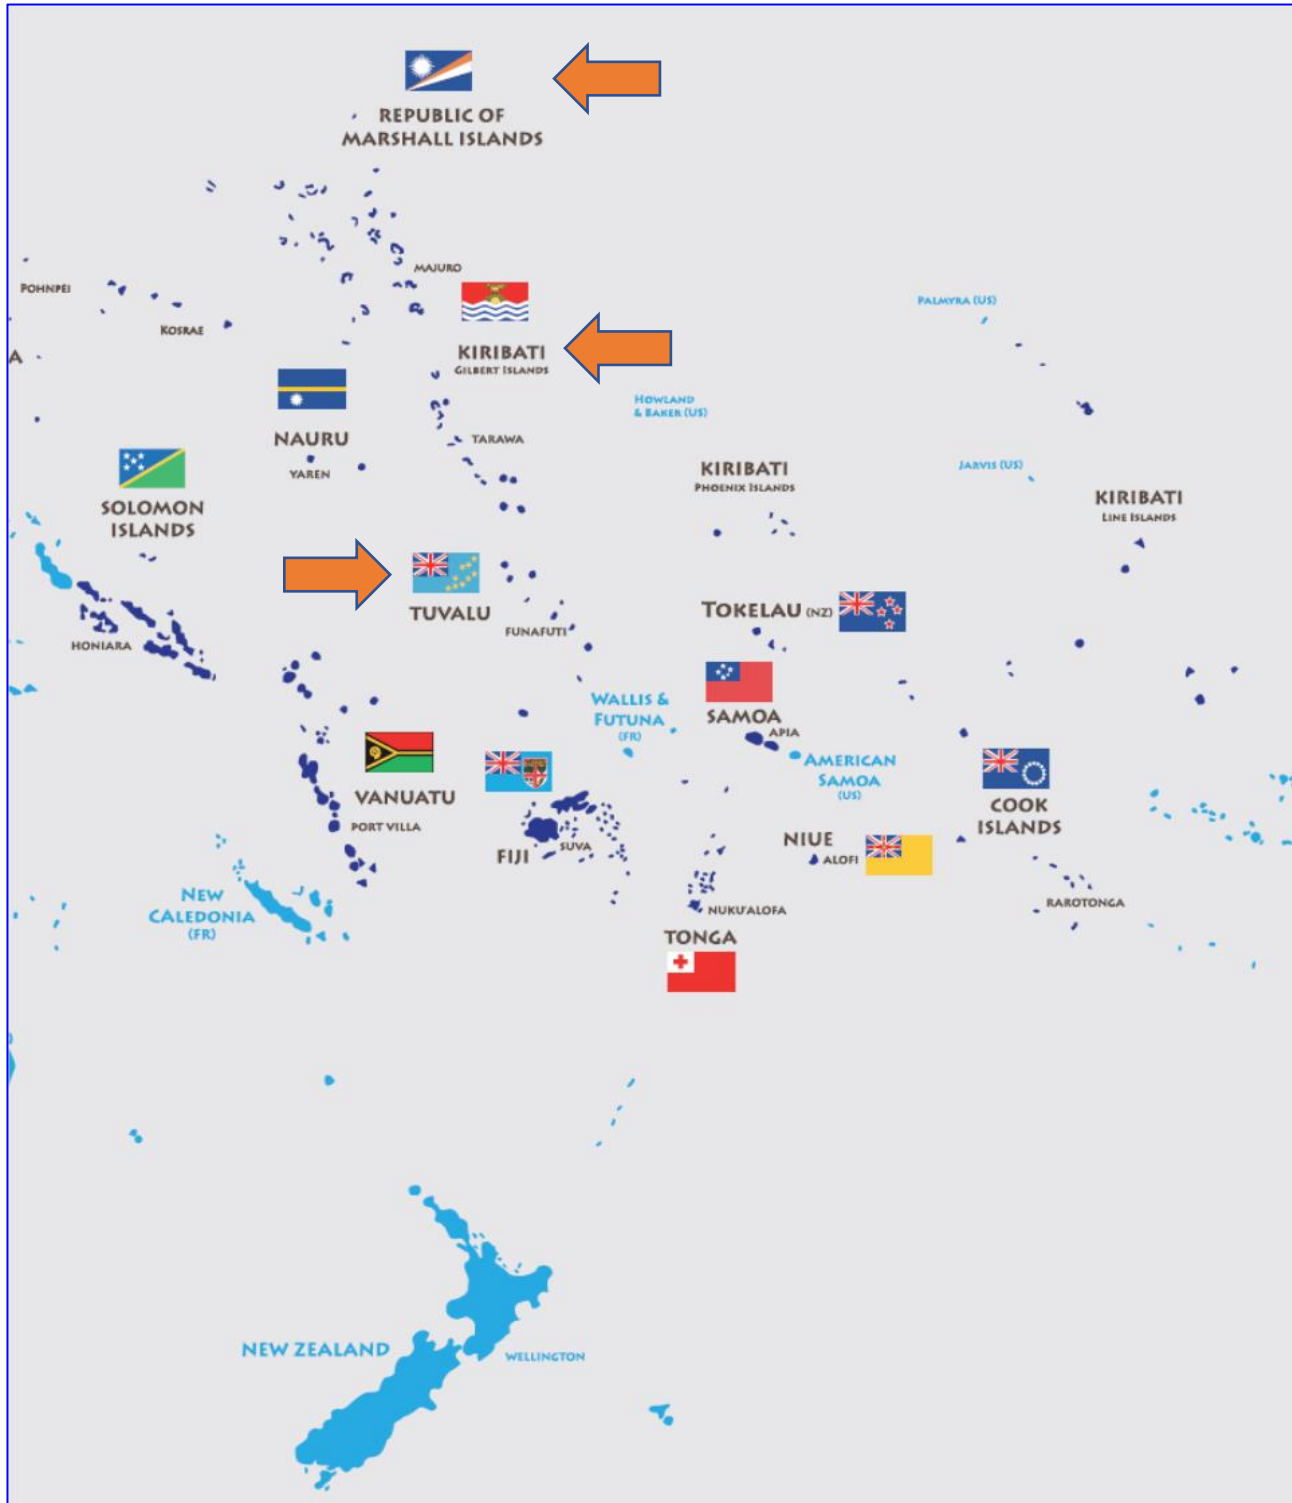 REPUBLIC OF
MARSHALL ISLANDS
MAJURO
POHNPEI
KOSRAE
A
KIRIBATI
GILBERT ISLANDS
PALMYRA (US)
HOWLAND
& BAKER (US)
NAURU
YAREN
TARAWA
KIRIBATI
PHOENIX ISLANDS
JARVIS (US)
KIRIBATI
LINE ISLANDS
SOLOMON
ISLANDS
HONIARA
TUVALU
FUNAFUTI
TOKELAU (NZ)
WALLIS &
FUTUNA
(FR)
SAMOA
APIA
AMERICAN
SAMOA
(US)
VANUATU
PORT VILLA
FIJI
SUVA
COOK
ISLANDS
NIUE
ALOFI
RAROTONGA
NEW
CALEDONIA
(FR)
NUKU'ALOFA
TONGA
NEW ZEALAND
WELLINGTON